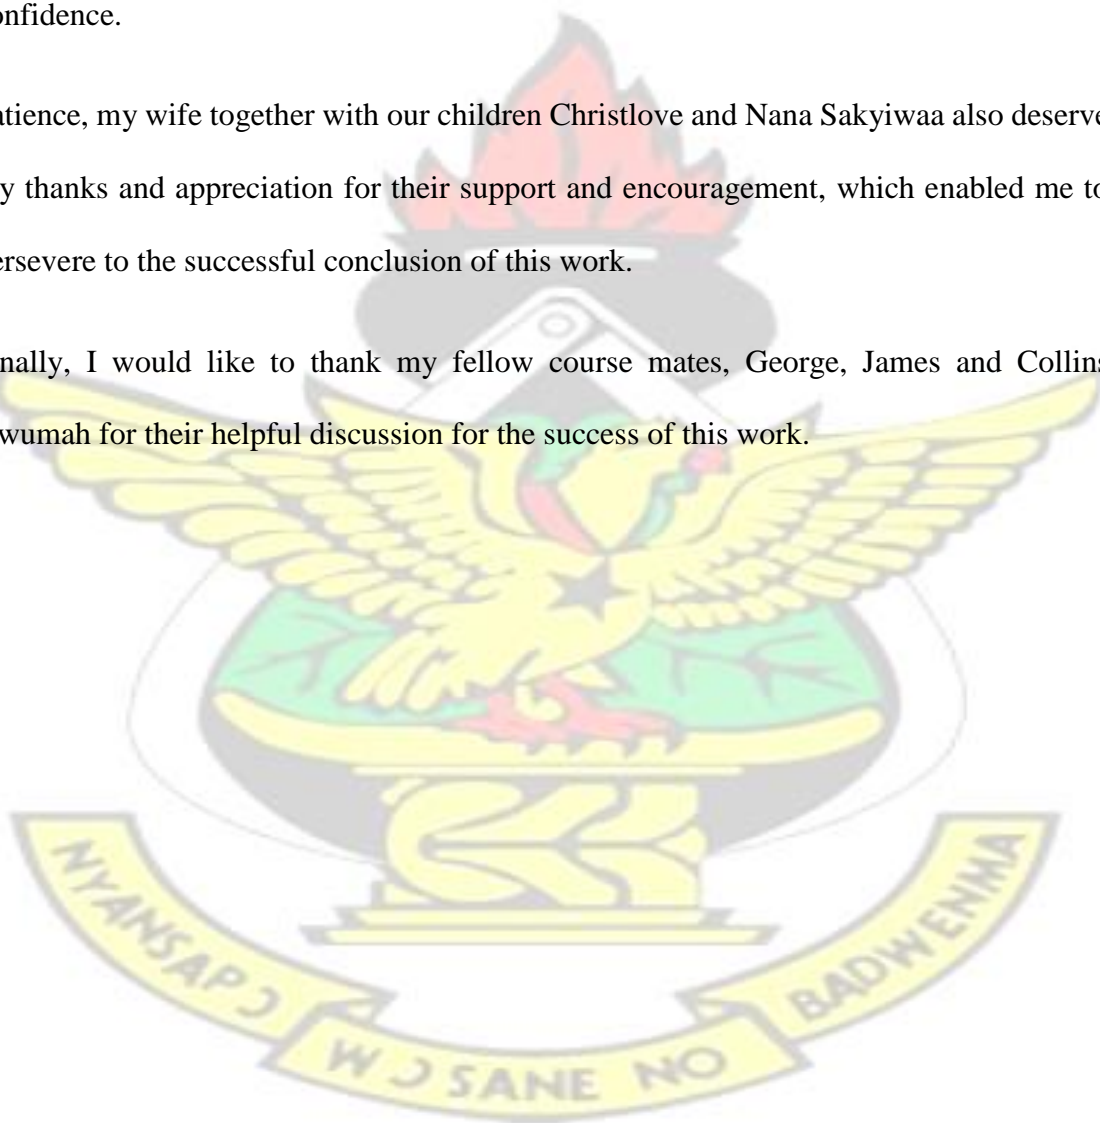 onfidence.
atience, my wife together with our children Christlove and Nana Sakyiwaa also deserve
y thanks and appreciation for their support and encouragement, which enabled me to
ersevere to the successful conclusion of this work.
nally, I would like to thank my fellow course mates, George, James and Collins
wumah for their helpful discussion for the success of this work.
NYANSAPƆ
WƆ SANE NO
BADWENMA